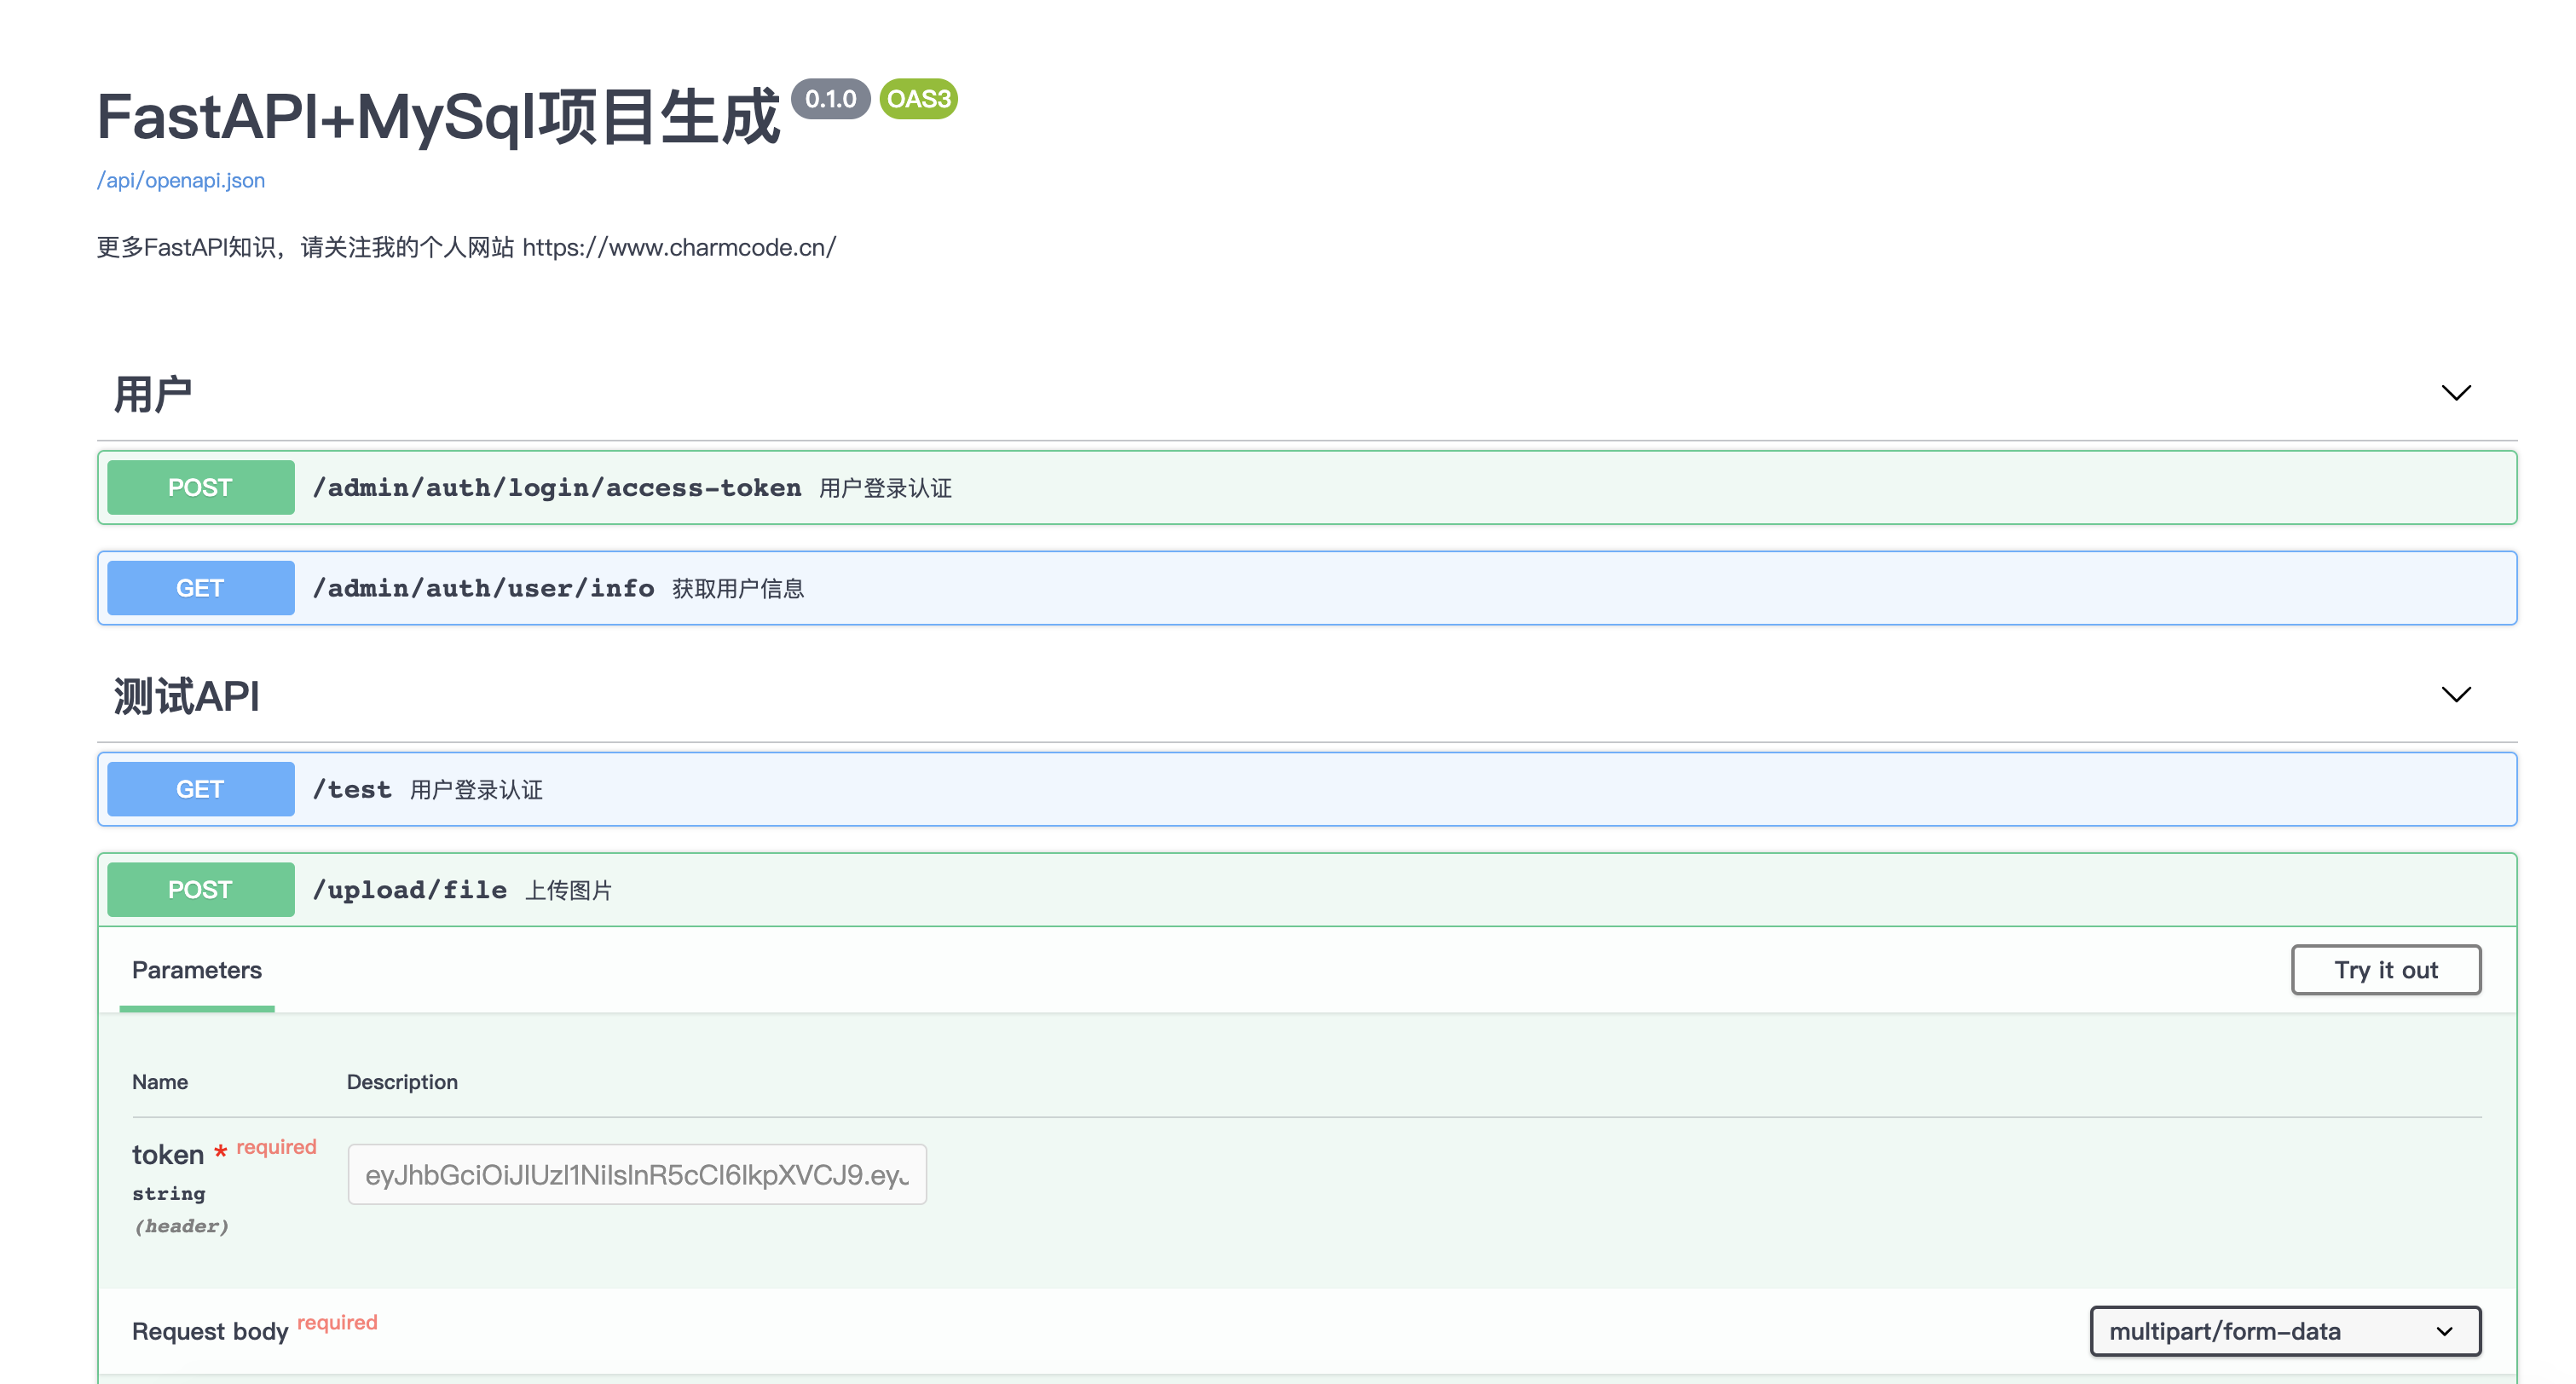 FastAPI+MySql项目生成 0.1.0 OAS3
/api/openapi.json
更多FastAPI知识，请关注我的个人网站 https://www.charmcode.cn/
用户
POST /admin/auth/login/access-token 用户登录认证
GET /admin/auth/user/info 获取用户信息
测试API
GET /test 用户登录认证
POST /upload/file 上传图片
Parameters Try it out
Name Description
token * required
string
(header)
eyJhbGciOiJIUzI1NiIsInR5cCI6IkpXVCJ9.eyJ
Request body required multipart/form-data